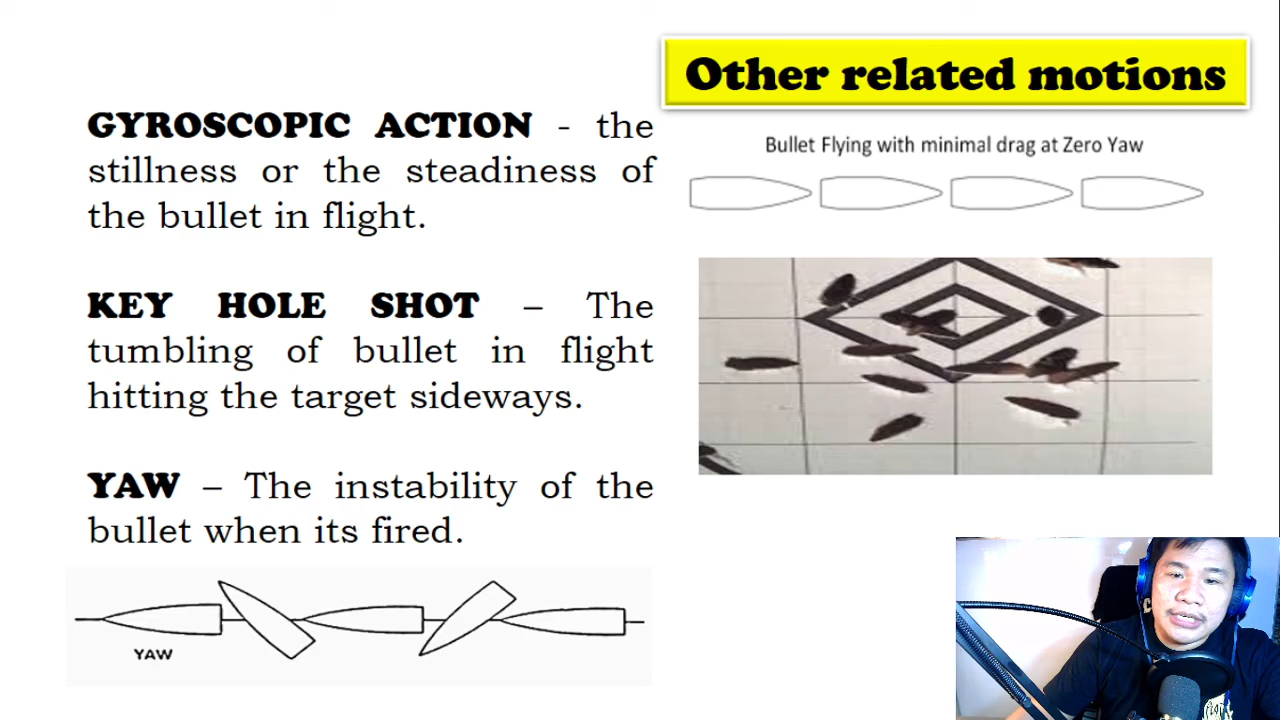 Other related motions
GYROSCOPIC ACTION - the
stillness or the steadiness of
the bullet in flight.
KEY HOLE SHOT – The
tumbling of bullet in flight
hitting the target sideways.
YAW – The instability of the
bullet when its fired.
YAW
Bullet Flying with minimal drag at Zero Yaw